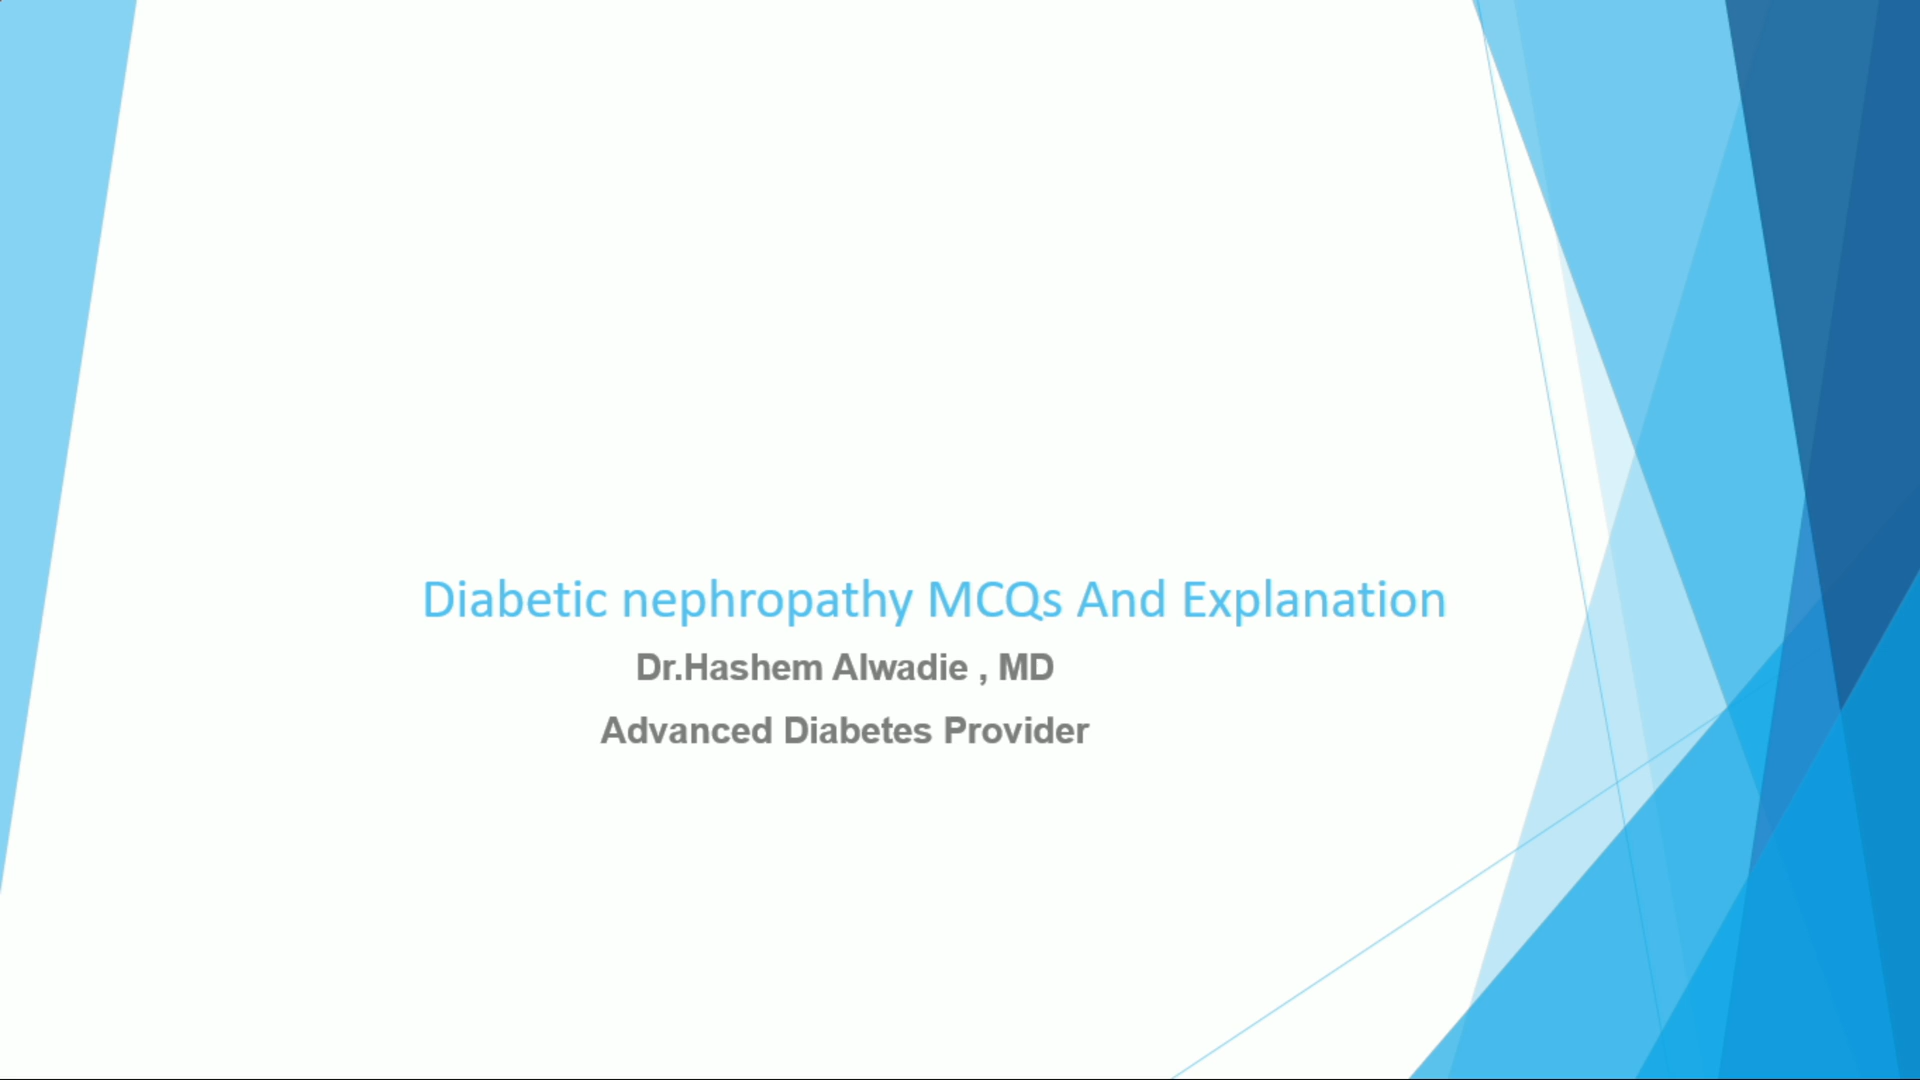 Diabetic nephropathy MCQs And Explanation
Dr.Hashem Alwadie , MD
Advanced Diabetes Provider